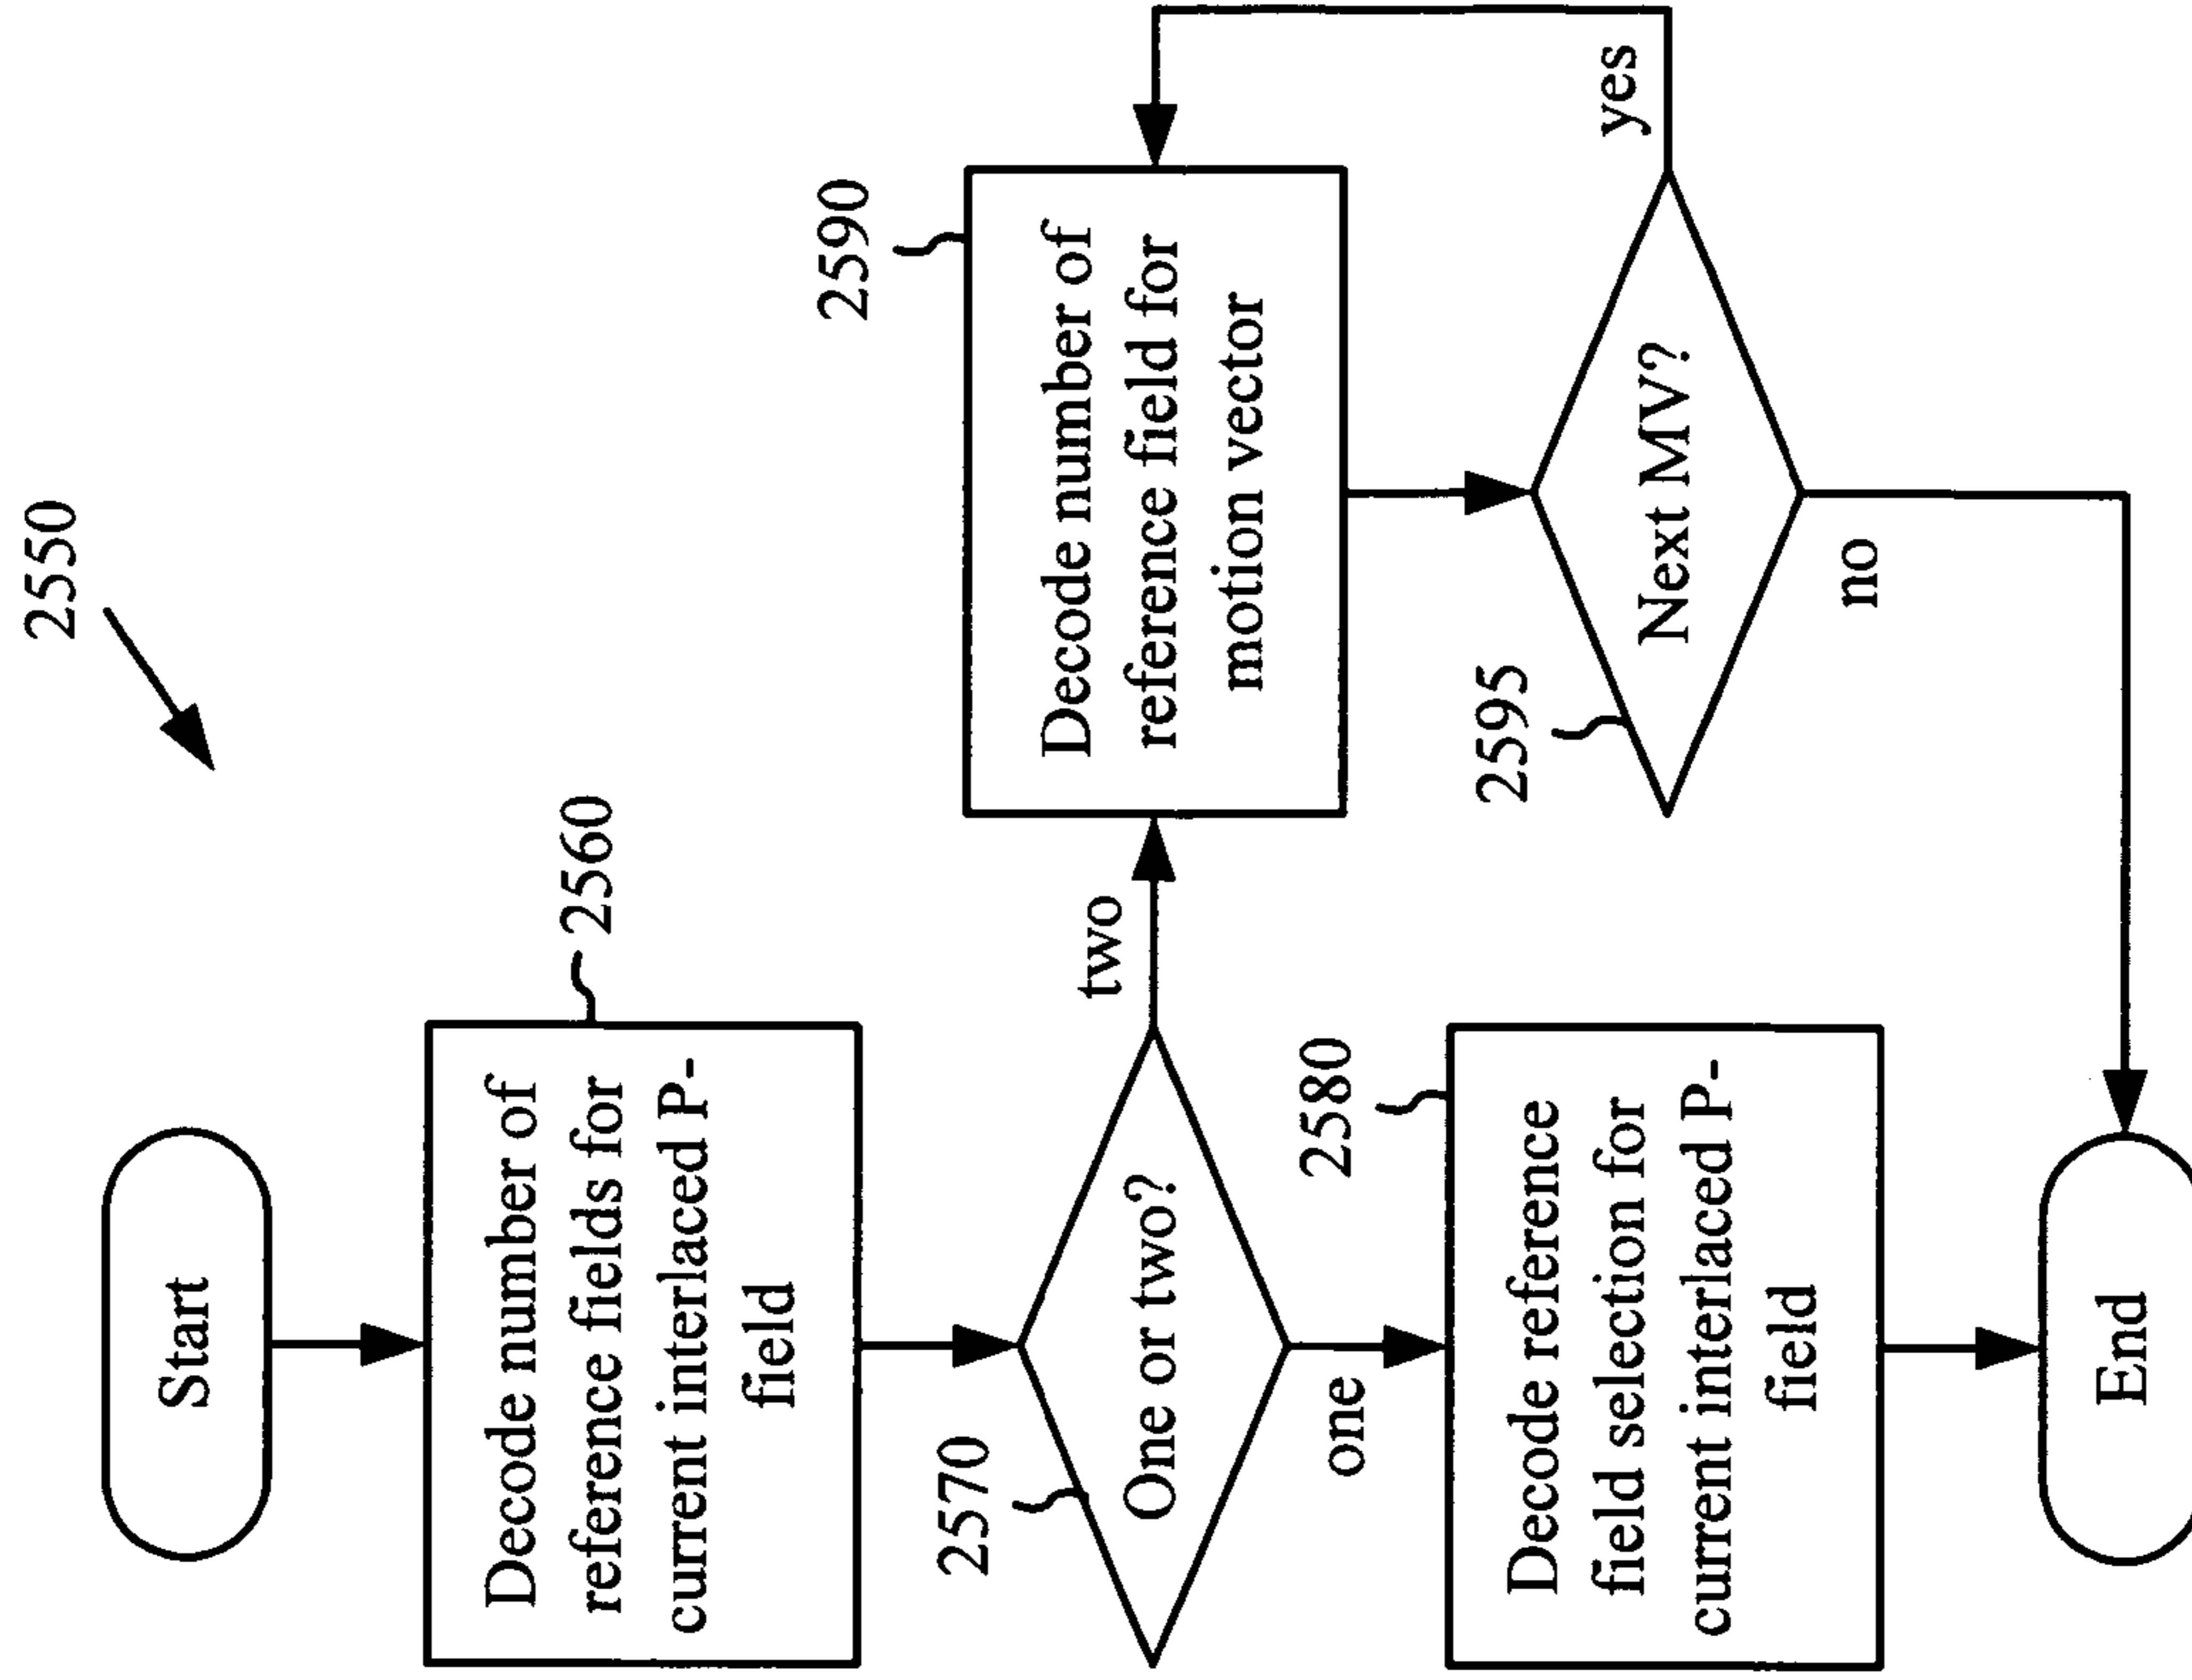 2550
Start
2560
Decode number of
reference fields for
current interlaced P-
field
2570
One or two?
two
one
2580
Decode reference
field selection for
current interlaced P-
field
2590
Decode number of
reference field for
motion vector
2595
Next MV?
yes
no
End